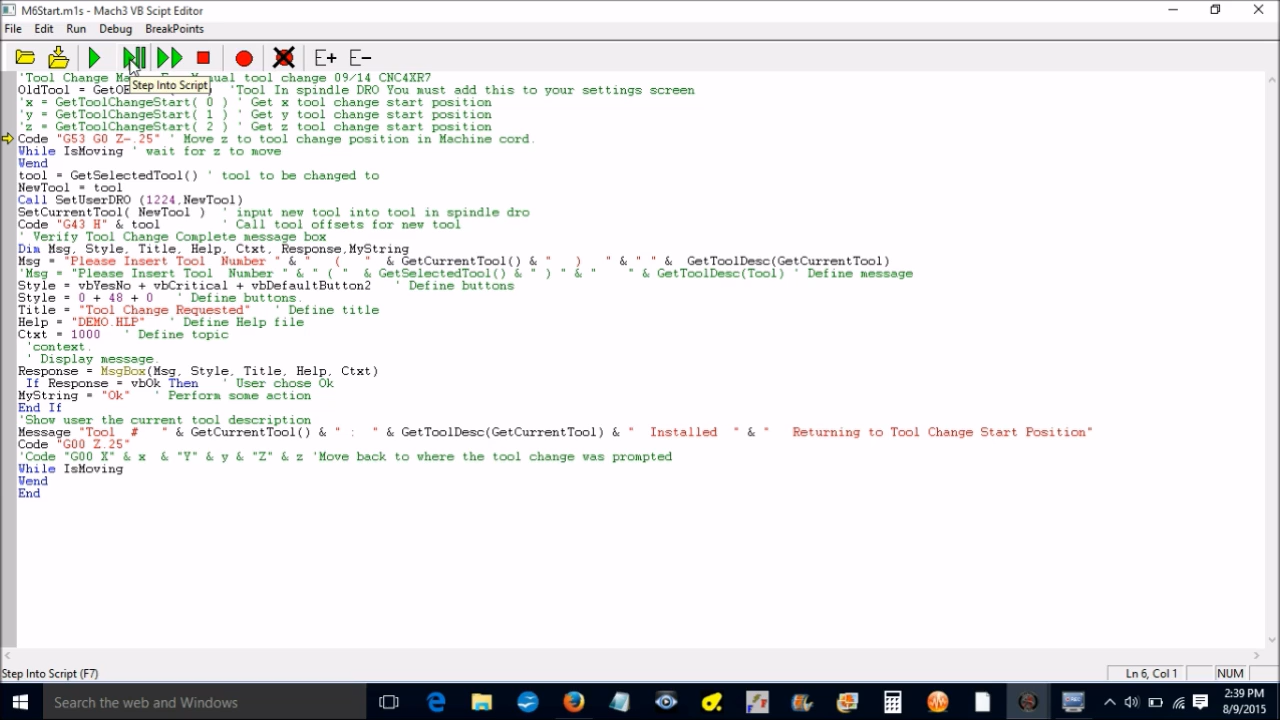 M6Start.m1s - Mach3 VB Scipt Editor
File Edit Run Debug BreakPoints
E+ E-
'Tool Change Ma
nual tool change 09/14 CNC4XR7
Step Into Script
OldTool = 'Tool In spindle DRO You must add this to your settings screen
'x = GetToolChangeStart( 0 ) ' Get x tool change start position
'y = GetToolChangeStart( 1 ) ' Get y tool change start position
'z = GetToolChangeStart( 2 ) ' Get z tool change start position
Code "G53 G0 Z-.25" ' Move z to tool change position in Machine cord.
While IsMoving ' wait for z to move
Wend
tool = GetSelectedTool() ' tool to be changed to
NewTool = tool
Call SetUserDRO (1224,NewTool)
SetCurrentTool( NewTool ) ' input new tool into tool in spindle dro
Code "G43 H" & tool ' Call tool offsets for new tool
' Verify Tool Change Complete message box
Dim Msg, Style, Title, Help, Ctxt, Response,MyString
Msg = "Please Insert Tool Number " & " ( " & GetCurrentTool() & " ) " & " " & GetToolDesc(GetCurrentTool)
'Msg = "Please Insert Tool Number " & " ( " & GetSelectedTool() & " ) " & " " & GetToolDesc(Tool) ' Define message
Style = vbYesNo + vbCritical + vbDefaultButton2 ' Define buttons
Style = 0 + 48 + 0 ' Define buttons.
Title = "Tool Change Requested" ' Define title
Help = "DEMO.HLP" ' Define Help file
Ctxt = 1000 ' Define topic
'context.
' Display message.
Response = MsgBox(Msg, Style, Title, Help, Ctxt)
If Response = vbOk Then ' User chose Ok
MyString = "Ok" ' Perform some action
End If
'Show user the current tool description
Message "Tool # " & GetCurrentTool() & " : " & GetToolDesc(GetCurrentTool) & " Installed " & " Returning to Tool Change Start Position"
Code "G00 Z.25"
'Code "G00 X" & x & "Y" & y & "Z" & z 'Move back to where the tool change was prompted
While IsMoving
Wend
End
Step Into Script (F7) Ln 6, Col 1 NUM
Search the web and Windows
2:39 PM
8/9/2015